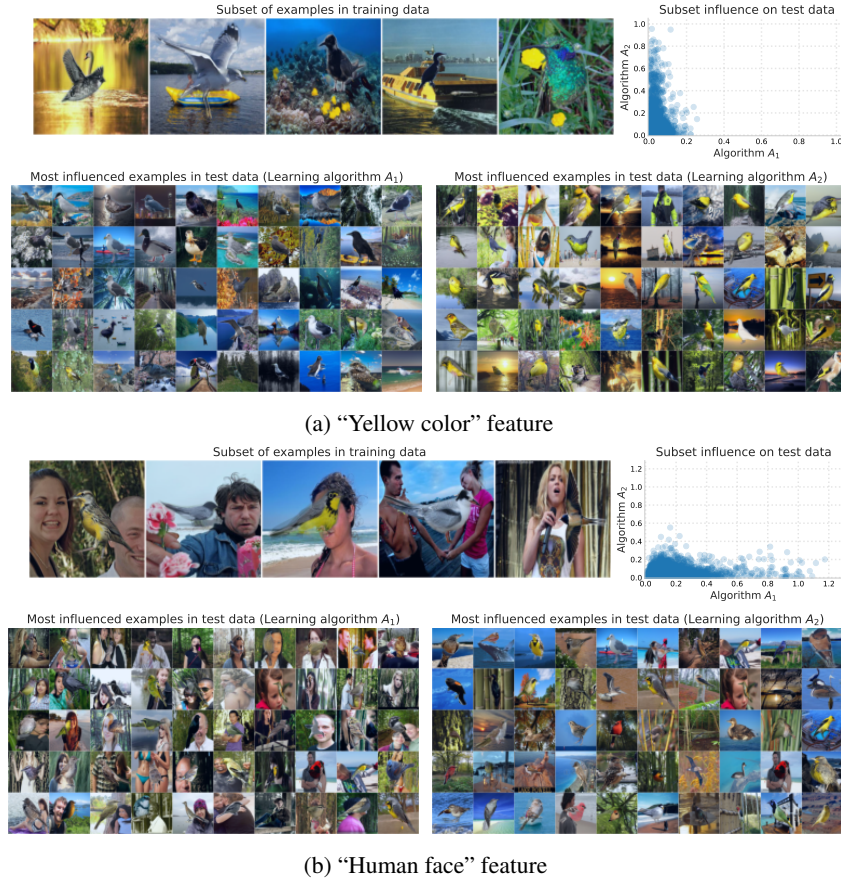 Subset of examples in training data
Subset influence on test data
1.0
0.8
0.6
0.4
0.2
0.0
Algorithm A₂
0.0 0.2 0.4 0.6 0.8 1.0
Algorithm A₁
Most influenced examples in test data (Learning algorithm A₁)
Most influenced examples in test data (Learning algorithm A₂)
(a) “Yellow color” feature
Subset of examples in training data
Subset influence on test data
1.2
1.0
0.8
0.6
0.4
0.2
0.0
Algorithm A₂
0.0 0.2 0.4 0.6 0.8 1.0 1.2
Algorithm A₁
Most influenced examples in test data (Learning algorithm A₁)
Most influenced examples in test data (Learning algorithm A₂)
(b) “Human face” feature